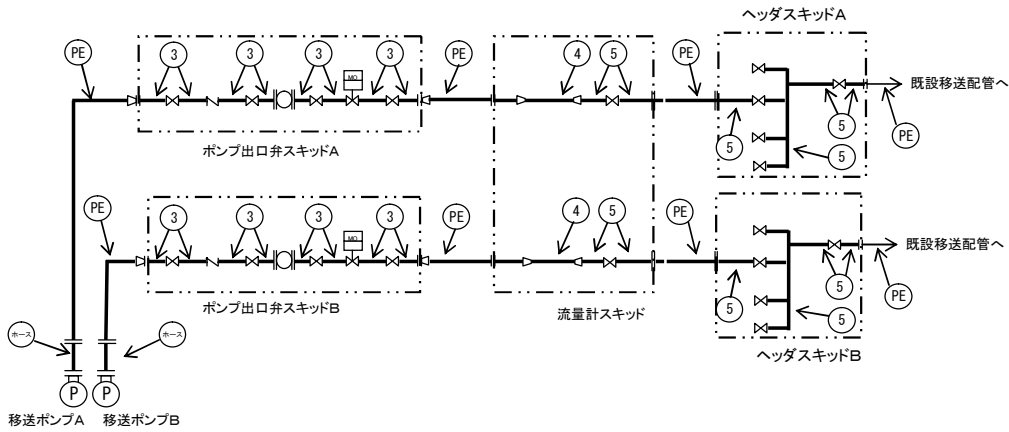 ヘッダスキッドA
PE
3
3
3
3
PE
4
5
PE
MO
既設移送配管へ
5
5
5
PE
ポンプ出口弁スキッドA
PE
3
3
3
3
PE
4
5
PE
MO
既設移送配管へ
5
5
5
PE
ポンプ出口弁スキッドB
流量計スキッド
ヘッダスキッドB
ホース
ホース
P
P
移送ポンプA
移送ポンプB